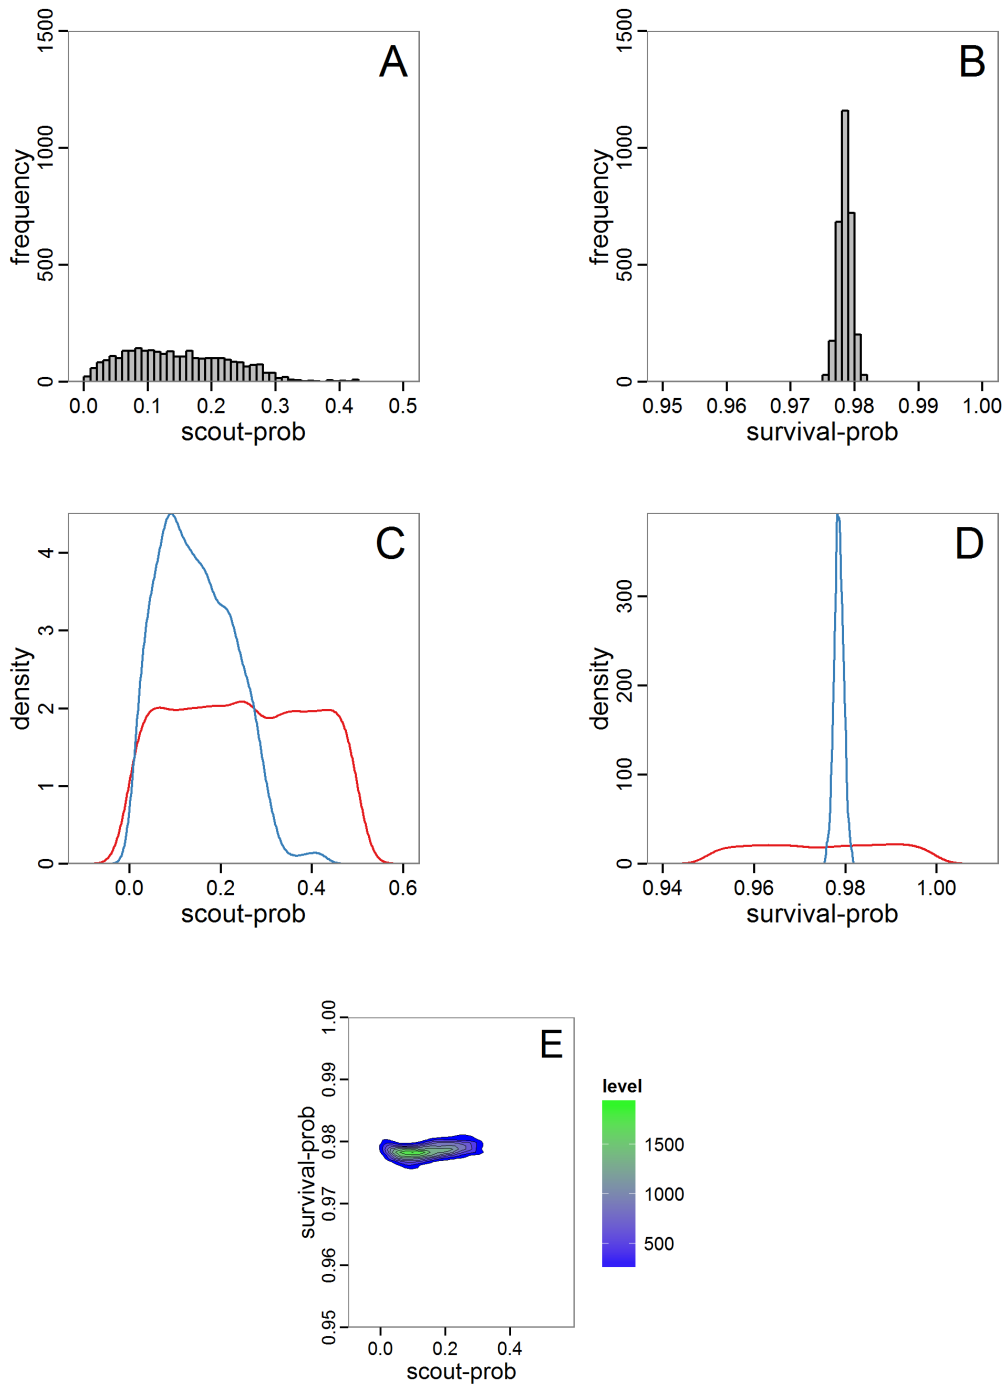 A
1500
1000
500
0
frequency
0.0 0.1 0.2 0.3 0.4 0.5
scout-prob
B
1500
1000
500
0
frequency
0.95 0.96 0.97 0.98 0.99 1.00
survival-prob
C
4
3
2
1
0
density
0.0 0.2 0.4 0.6
scout-prob
D
300
200
100
0
density
0.94 0.96 0.98 1.00
survival-prob
E
1.00
0.99
0.98
0.97
0.96
0.95
survival-prob
0.0 0.2 0.4
scout-prob
level
1500
1000
500